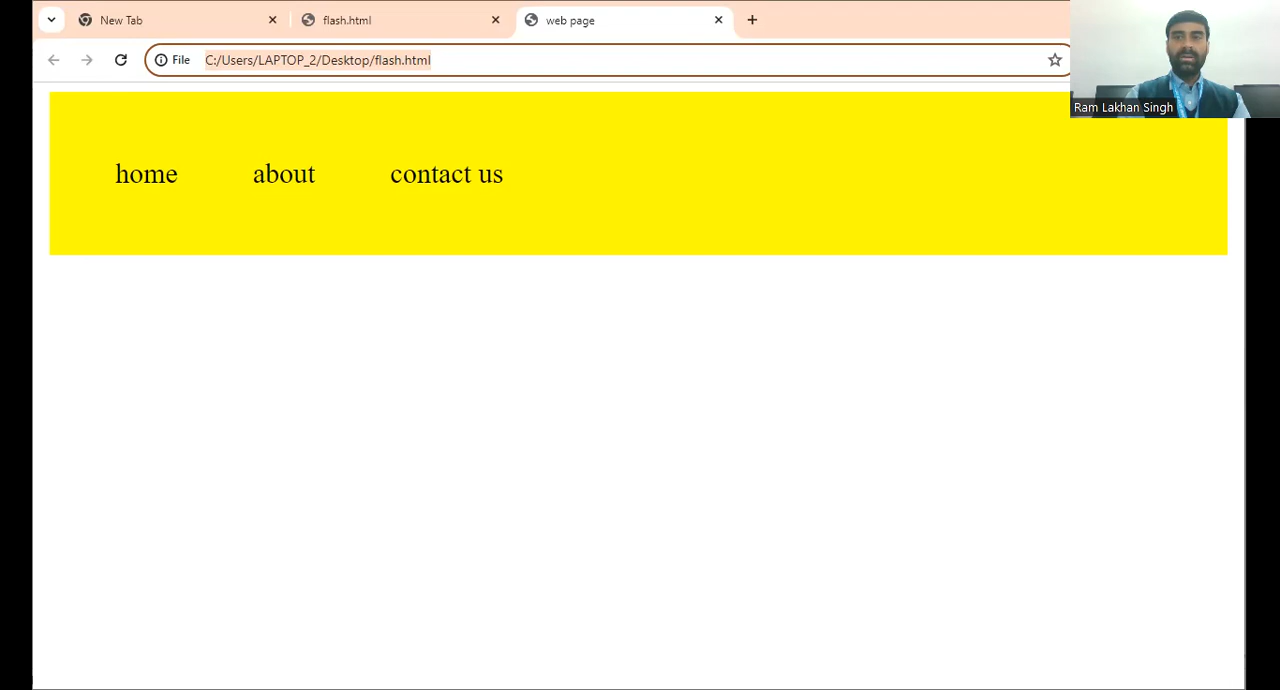 New Tab
flash.html
web page
File
C:/Users/LAPTOP_2/Desktop/flash.html
Ram Lakhan Singh
home
about
contact us